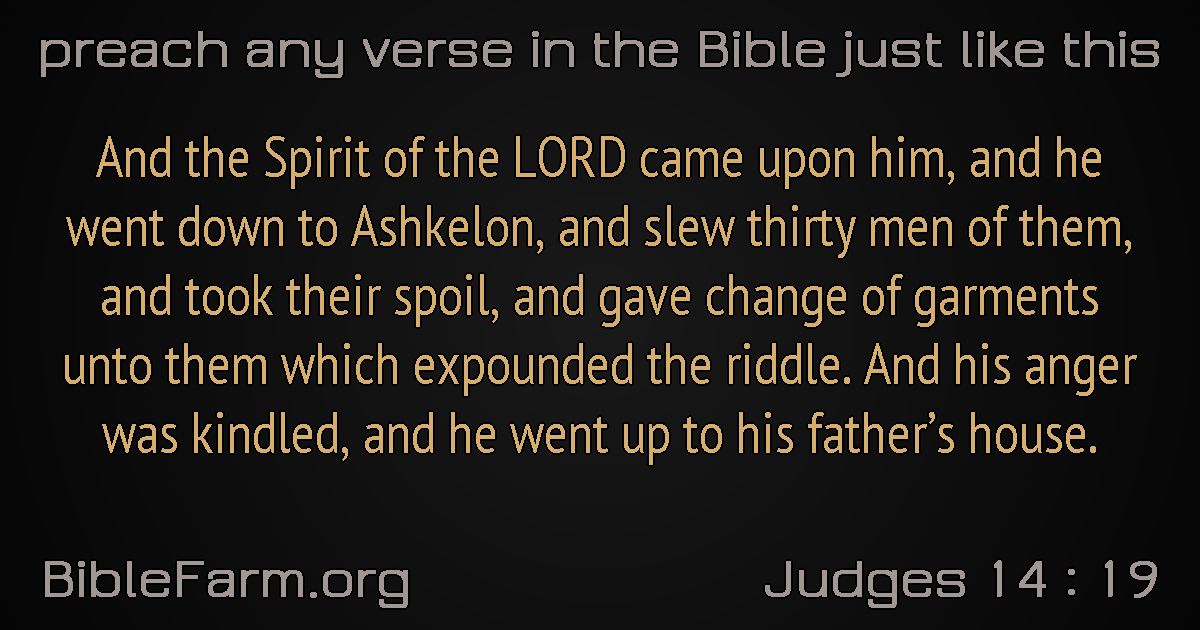 preach any verse in the Bible just like this
And the Spirit of the LORD came upon him, and he
went down to Ashkelon, and slew thirty men of them,
and took their spoil, and gave change of garments
unto them which expounded the riddle. And his anger
was kindled, and he went up to his father’s house.
BibleFarm.org
Judges 14 : 19